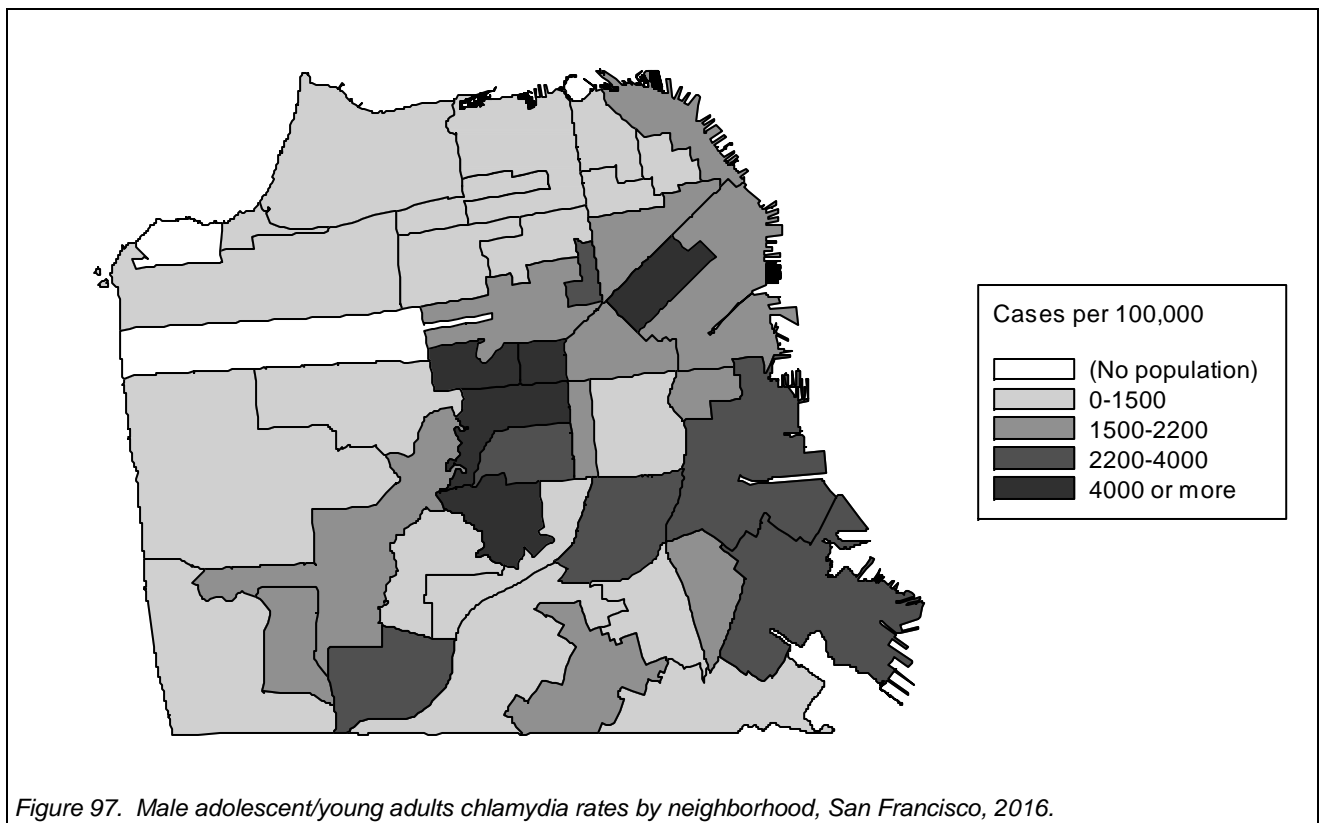 Cases per 100,000
(No population)
0-1500
1500-2200
2200-4000
4000 or more
Figure 97. Male adolescent/young adults chlamydia rates by neighborhood, San Francisco, 2016.